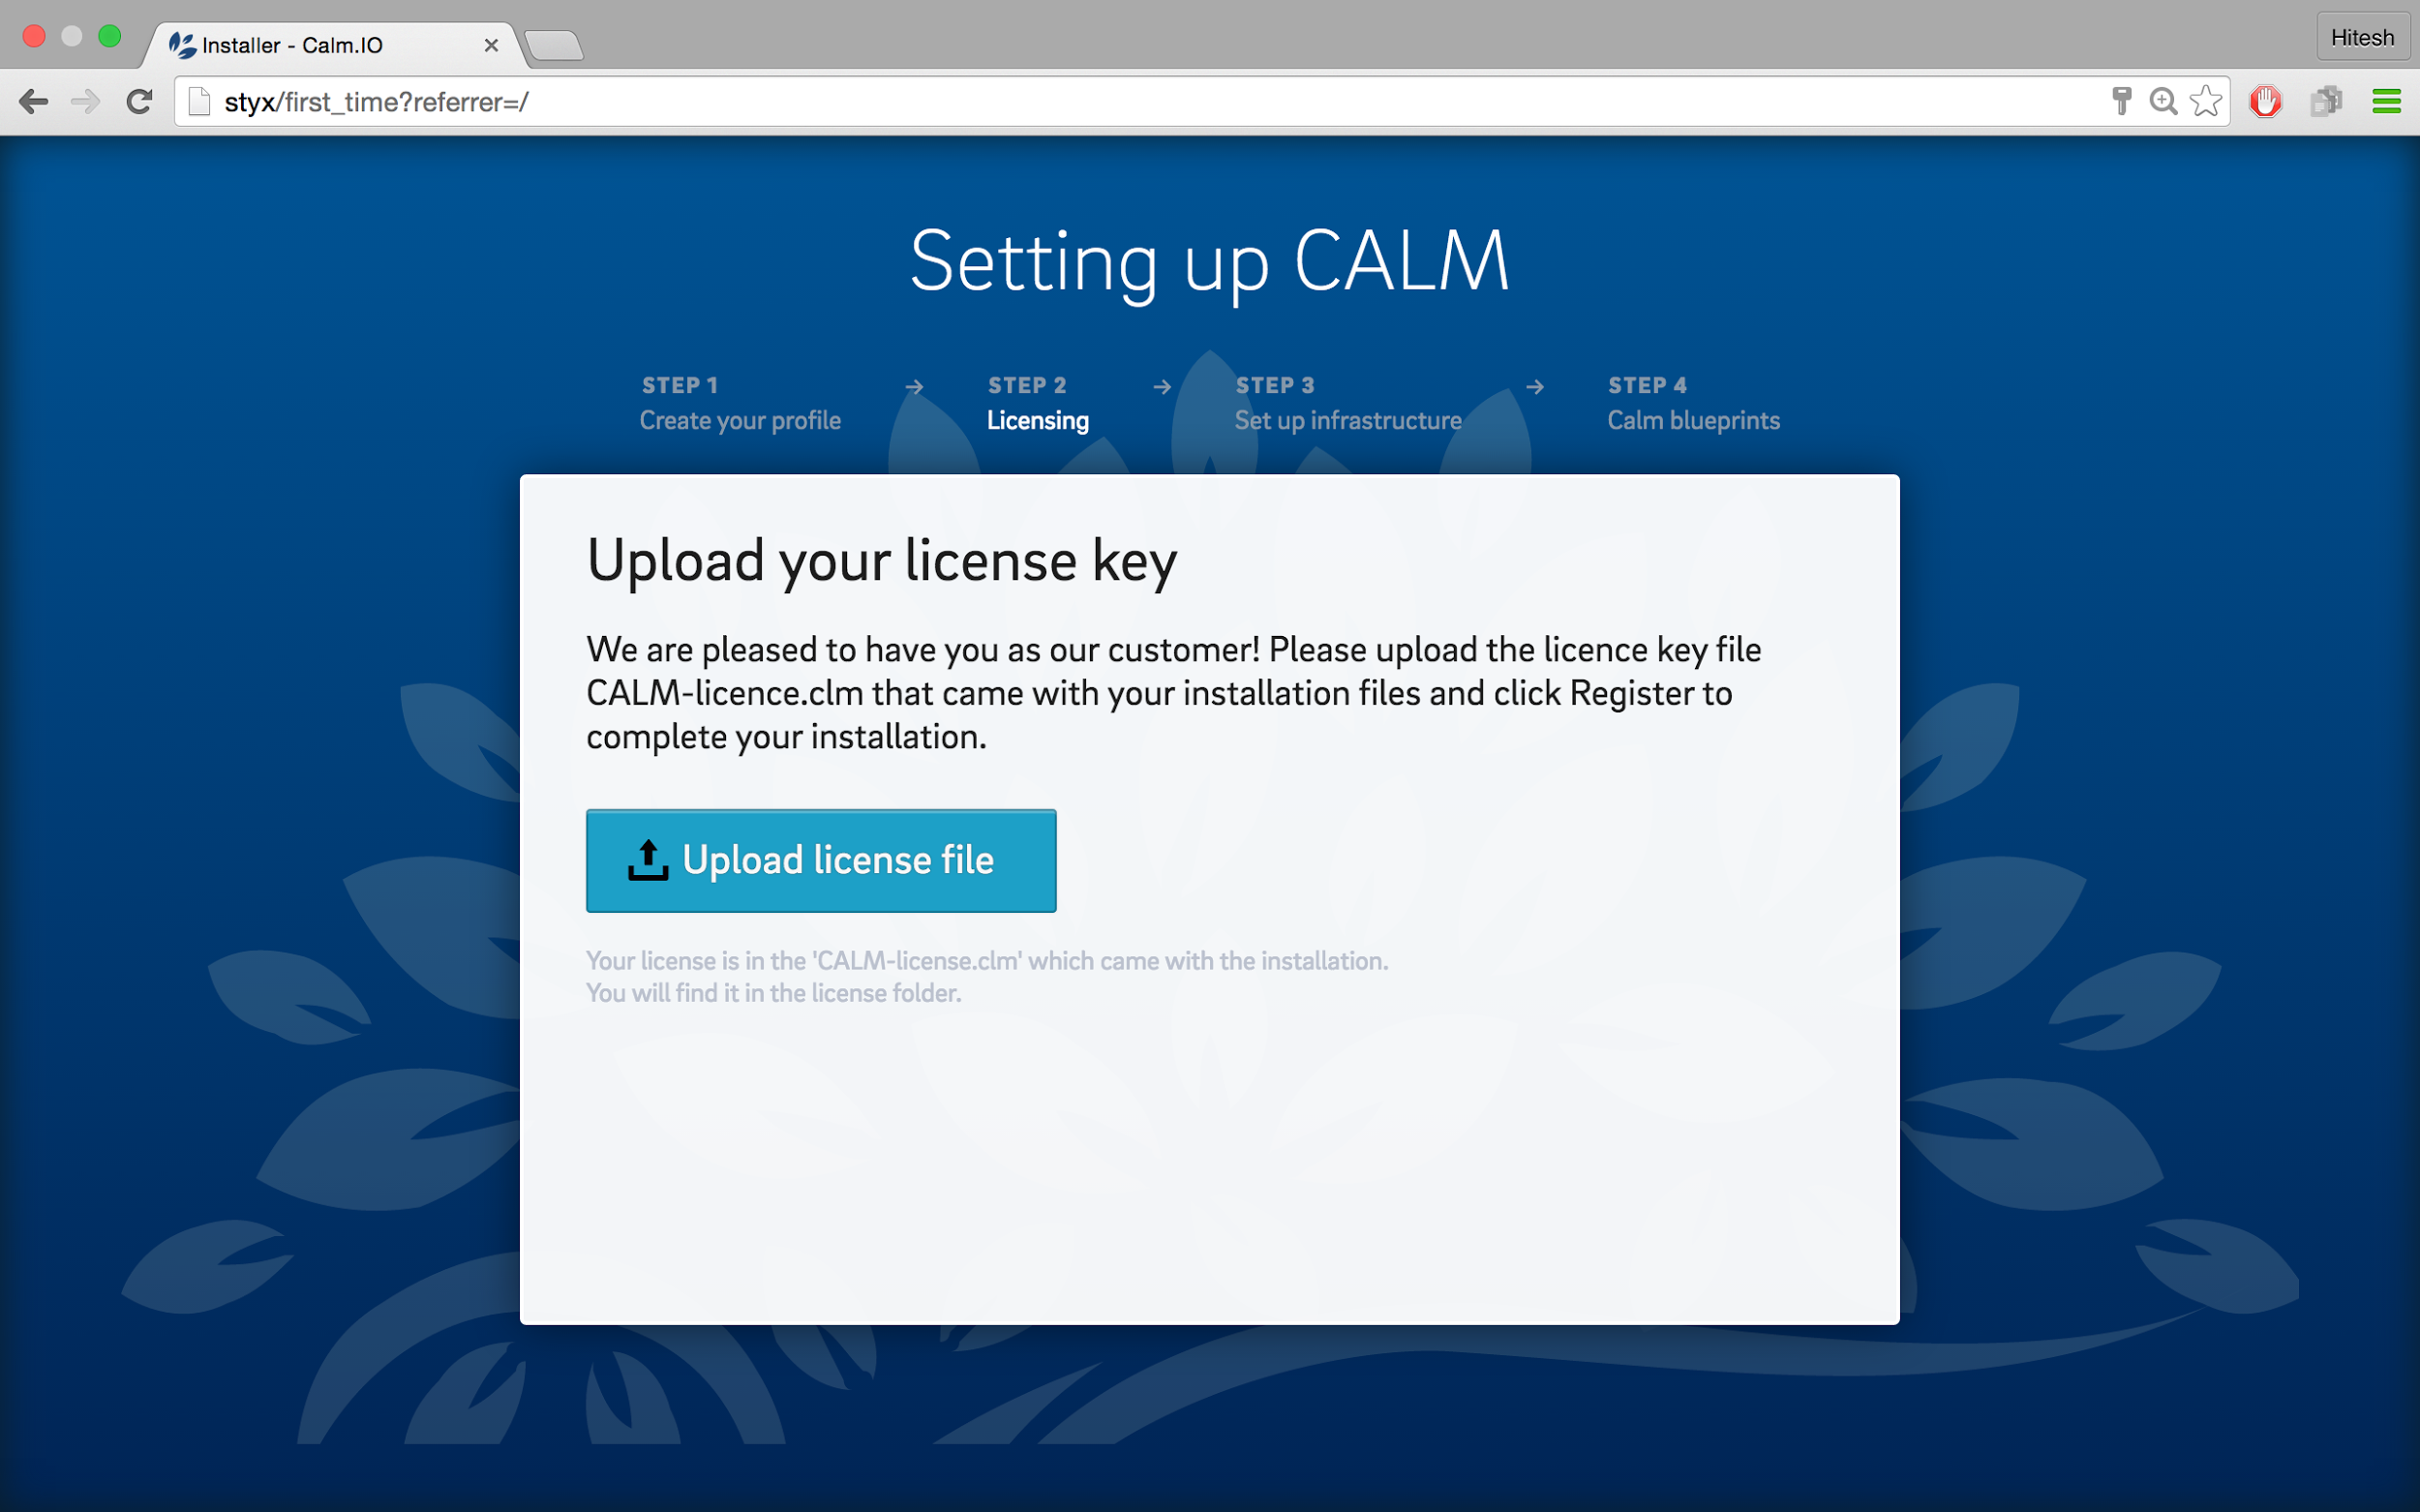 Installer - Calm.IO
Hitesh
styx/first_time?referrer=/
Setting up CALM
STEP 1 → STEP 2 → STEP 3 → STEP 4
Create your profile Licensing Set up infrastructure Calm blueprints
Upload your license key
We are pleased to have you as our customer! Please upload the licence key file
CALM-licence.clm that came with your installation files and click Register to
complete your installation.
Upload license file
Your license is in the 'CALM-license.clm' which came with the installation.
You will find it in the license folder.